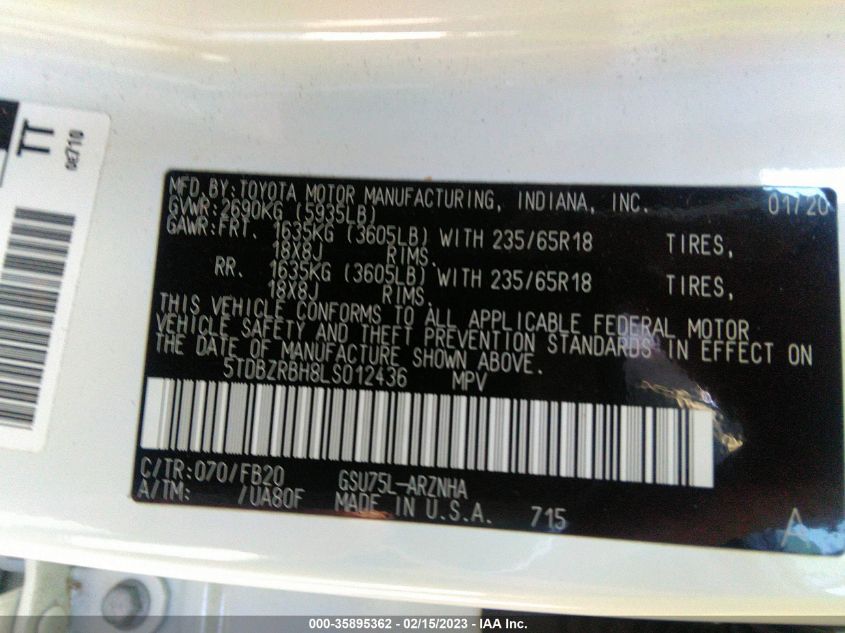 TT
0E710
MFD.BY:TOYOTA MOTOR MANUFACTURING, INDIANA, INC. 01/20
GVWR:2690KG (5935LB)
GAWR:FRT. 1635KG (3605LB) WITH 235/65R18 TIRES,
18X8J RIMS.
RR. 1635KG (3605LB) WITH 235/65R18 TIRES,
18X8J RIMS.
THIS VEHICLE CONFORMS TO ALL APPLICABLE FEDERAL MOTOR
VEHICLE SAFETY AND THEFT PREVENTION STANDARDS IN EFFECT ON
THE DATE OF MANUFACTURE SHOWN ABOVE.
5TDBZRBH8LS012436 MPV
C/TR:070/FB20 GSU75L-ARZNHA
A/TM: /UA80F MADE IN U.S.A. 715 A
000-35895362 - 02/15/2023 - IAA Inc.